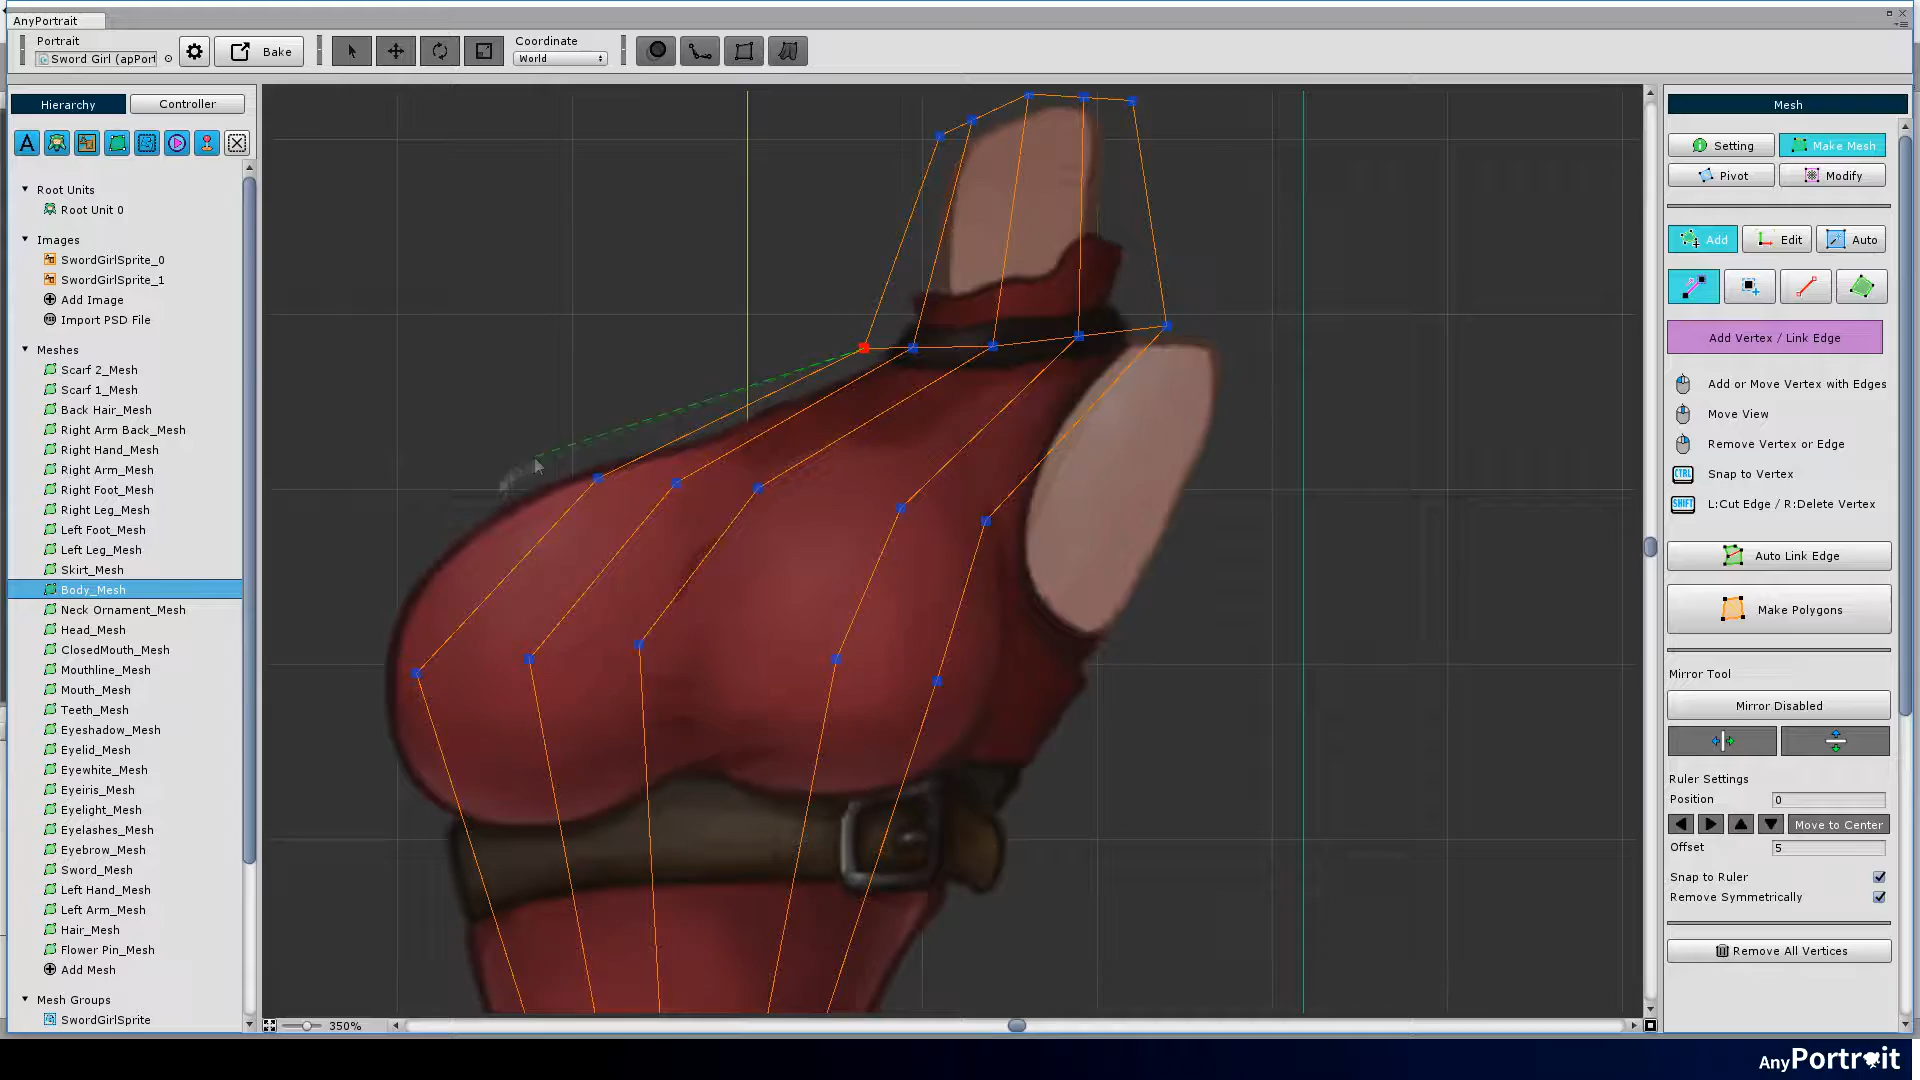 AnyPortrait
Portrait
Sword Girl (apPort
Bake
Coordinate
World
Hierarchy
Controller
A
Root Units
Root Unit 0
Images
SwordGirlSprite_0
SwordGirlSprite_1
Add Image
Import PSD File
Meshes
Scarf 2_Mesh
Scarf 1_Mesh
Back Hair_Mesh
Right Arm Back_Mesh
Right Hand_Mesh
Right Arm_Mesh
Right Foot_Mesh
Right Leg_Mesh
Left Foot_Mesh
Left Leg_Mesh
Skirt_Mesh
Body_Mesh
Neck Ornament_Mesh
Head_Mesh
ClosedMouth_Mesh
Mouthline_Mesh
Mouth_Mesh
Teeth_Mesh
Eyeshadow_Mesh
Eyelid_Mesh
Eyewhite_Mesh
Eyeiris_Mesh
Eyelight_Mesh
Eyelashes_Mesh
Eyebrow_Mesh
Sword_Mesh
Left Hand_Mesh
Left Arm_Mesh
Hair_Mesh
Flower Pin_Mesh
Add Mesh
Mesh Groups
SwordGirlSprite
350%
Mesh
Setting
Make Mesh
Pivot
Modify
Add
Edit
Auto
Add Vertex / Link Edge
Add or Move Vertex with Edges
Move View
Remove Vertex or Edge
CTRL Snap to Vertex
SHIFT L:Cut Edge / R:Delete Vertex
Auto Link Edge
Make Polygons
Mirror Tool
Mirror Disabled
Ruler Settings
Position 0
Move to Center
Offset 5
Snap to Ruler
Remove Symmetrically
Remove All Vertices
AnyPortrait